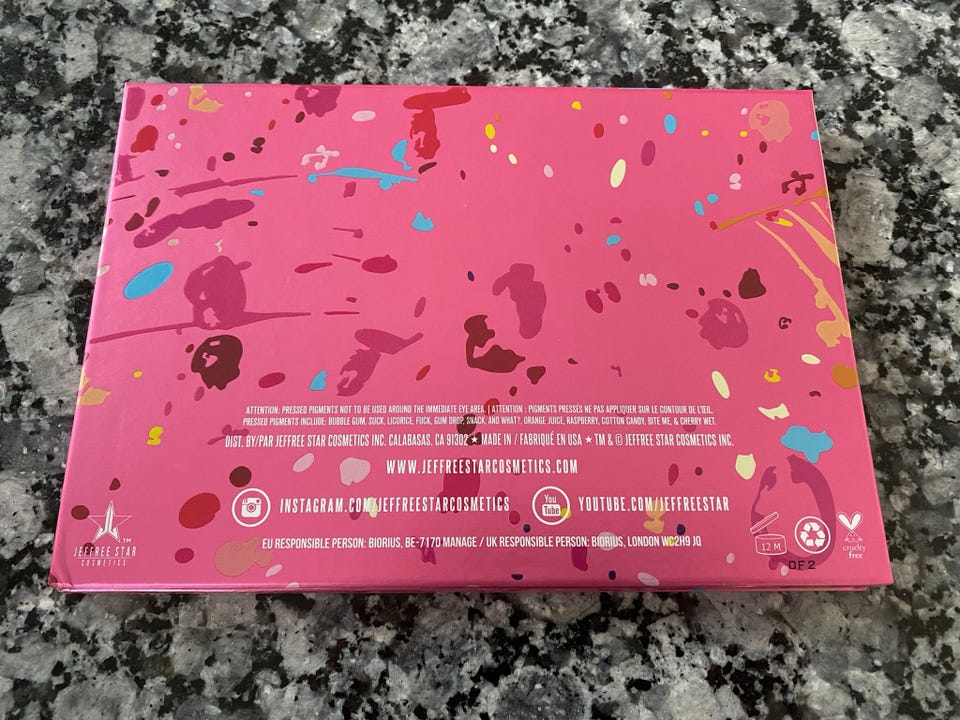 ATTENTION: PRESSED PIGMENTS NOT TO BE USED AROUND THE IMMEDIATE EYE AREA. | ATTENTION : PIGMENTS PRESSÉS NE PAS APPLIQUER SUR LE CONTOUR DE L'ŒIL.
PRESSED PIGMENTS INCLUDE: BUBBLE GUM, SUCK, LICORICE, FUCK, GUM DROP, SNACK, AND WHAT?, ORANGE JUICE, RASPBERRY, COTTON CANDY, BITE ME, & CHERRY WET.
DIST. BY/PAR JEFFREE STAR COSMETICS INC. CALABASAS, CA 91302 ★ MADE IN / FABRIQUÉ EN USA ★ TM & © JEFFREE STAR COSMETICS INC.
WWW.JEFFREESTARCOSMETICS.COM
INSTAGRAM.COM/JEFFREESTARCOSMETICS
You Tube YOUTUBE.COM/JEFFREESTAR
EU RESPONSIBLE PERSON: BIORIUS, BE-7170 MANAGE / UK RESPONSIBLE PERSON: BIORIUS, LONDON WC2H9 JQ
JEFFREE STAR TM
COSMETICS
12 M
cruelty
free
DF2